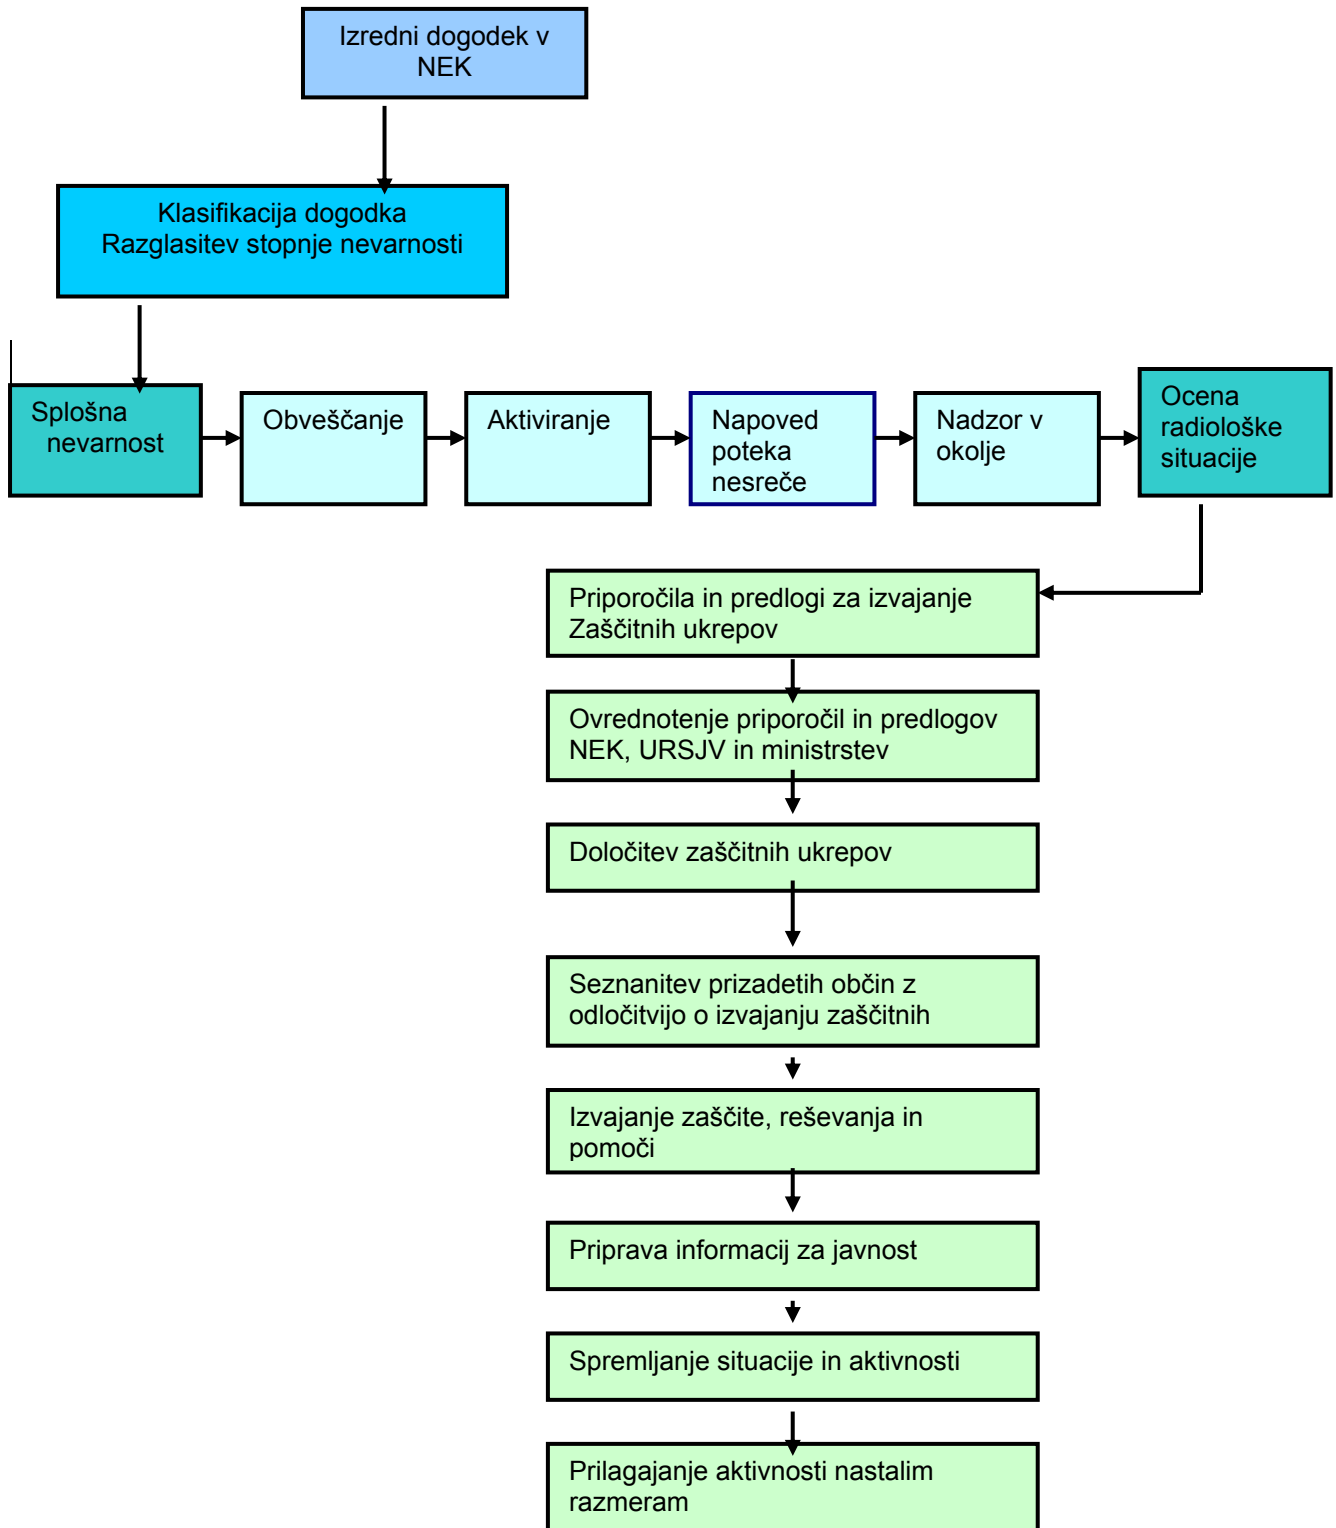 Izredni dogodek v
NEK
Klasifikacija dogodka
Razglasitev stopnje nevarnosti
Splošna
nevarnost
Obveščanje
Aktiviranje
Napoved
poteka
nesreče
Nadzor v
okolje
Ocena
radiološke
situacije
Priporočila in predlogi za izvajanje
Zaščitnih ukrepov
Ovrednotenje priporočil in predlogov
NEK, URSJV in ministrstev
Določitev zaščitnih ukrepov
Seznanitev prizadetih občin z
odločitvijo o izvajanju zaščitnih
Izvajanje zaščite, reševanja in
pomoči
Priprava informacij za javnost
Spremljanje situacije in aktivnosti
Prilagajanje aktivnosti nastalim
razmeram